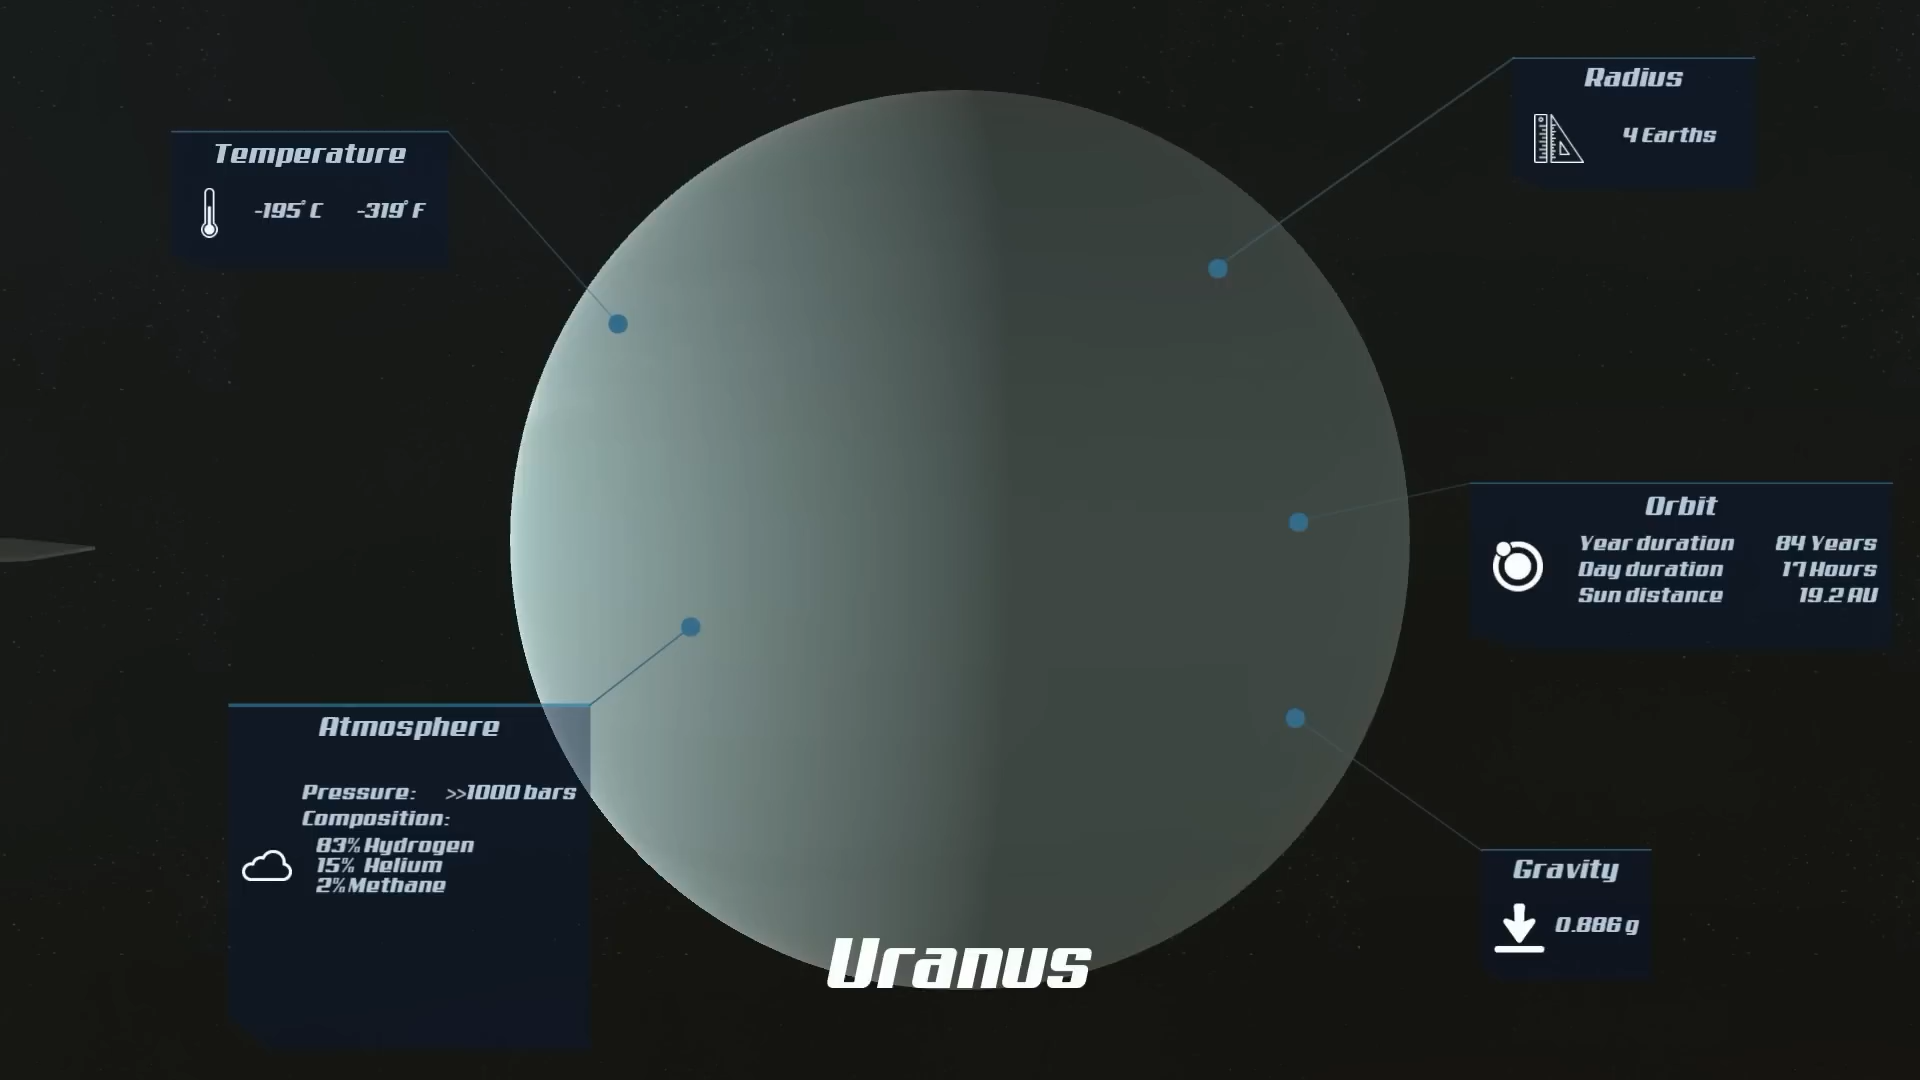 Temperature
-195° C -319° F
Radius
4 Earths
Orbit
Year duration 84 Years
Day duration 17 Hours
Sun distance 19.2 AU
Atmosphere
Pressure: >>1000 bars
Composition:
83% Hydrogen
15% Helium
2% Methane
Gravity
0.886 g
Uranus